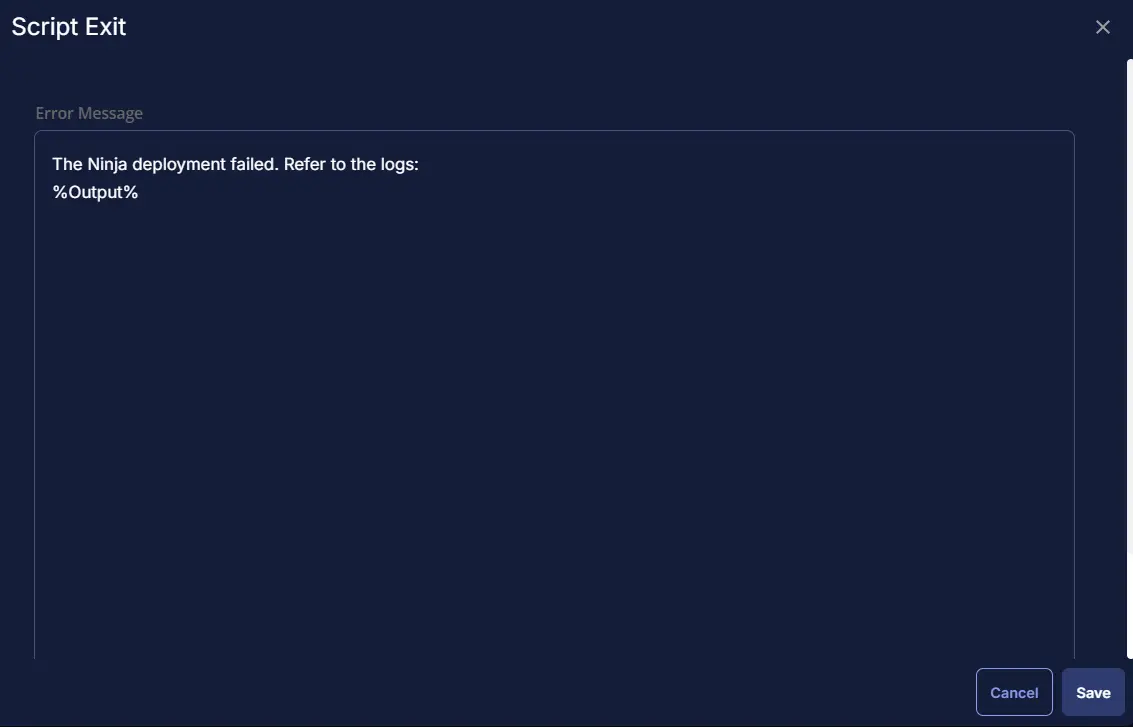 Script Exit
Error Message
The Ninja deployment failed. Refer to the logs:
%Output%
Cancel
Save